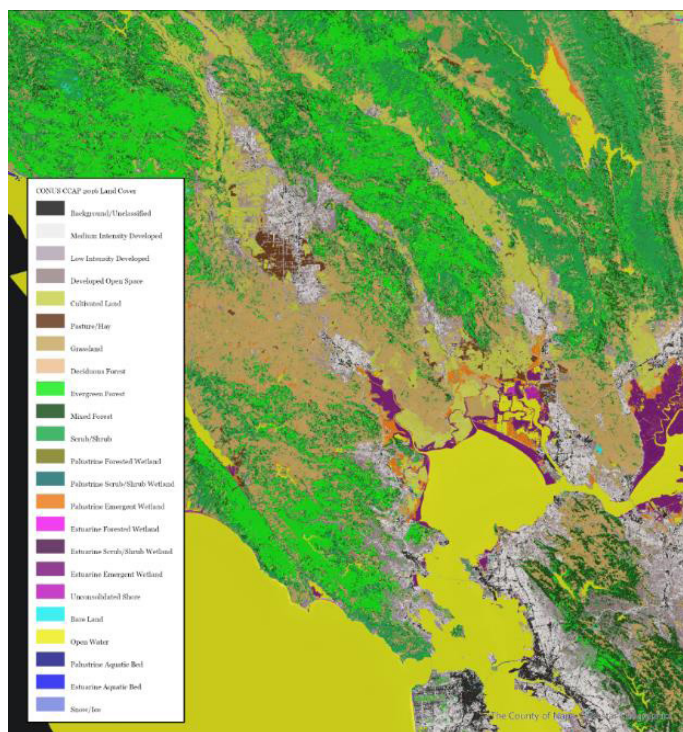 CONUS CCAP 2016 Land Cover
Background/Unclassified
Medium Intensity Developed
Low Intensity Developed
Developed Open Space
Cultivated Land
Pasture/Hay
Grassland
Deciduous Forest
Evergreen Forest
Mixed Forest
Scrub/Shrub
Palustrine Forested Wetland
Palustrine Scrub/Shrub Wetland
Palustrine Emergent Wetland
Estuarine Forested Wetland
Estuarine Scrub/Shrub Wetland
Estuarine Emergent Wetland
Unconsolidated Shore
Bare Land
Open Water
Palustrine Aquatic Bed
Estuarine Aquatic Bed
Snow/Ice
The County of